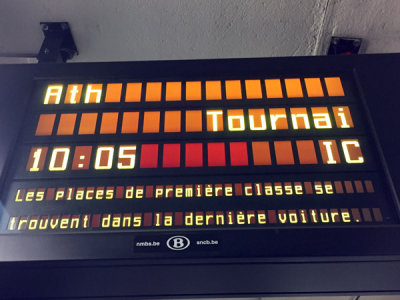 Ath
Tournai
10:05 IC
Les places de première classe se
trouvent dans la dernière voiture.
nmbs.be B sncb.be